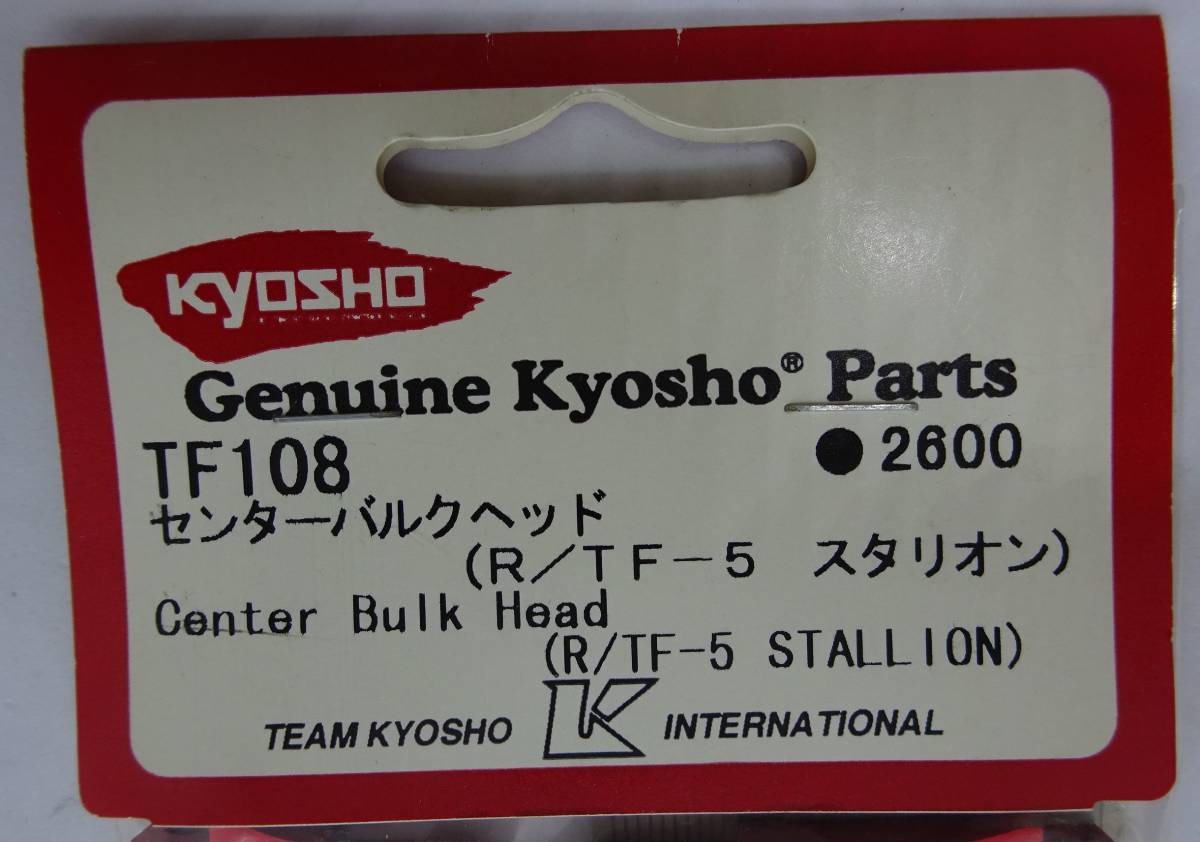 KYOSHO
Genuine Kyosho® Parts
TF108 ●2600
センターバルクヘッド
(R/TF-5 スタリオン)
Center Bulk Head
(R/TF-5 STALLION)
TEAM KYOSHO K INTERNATIONAL